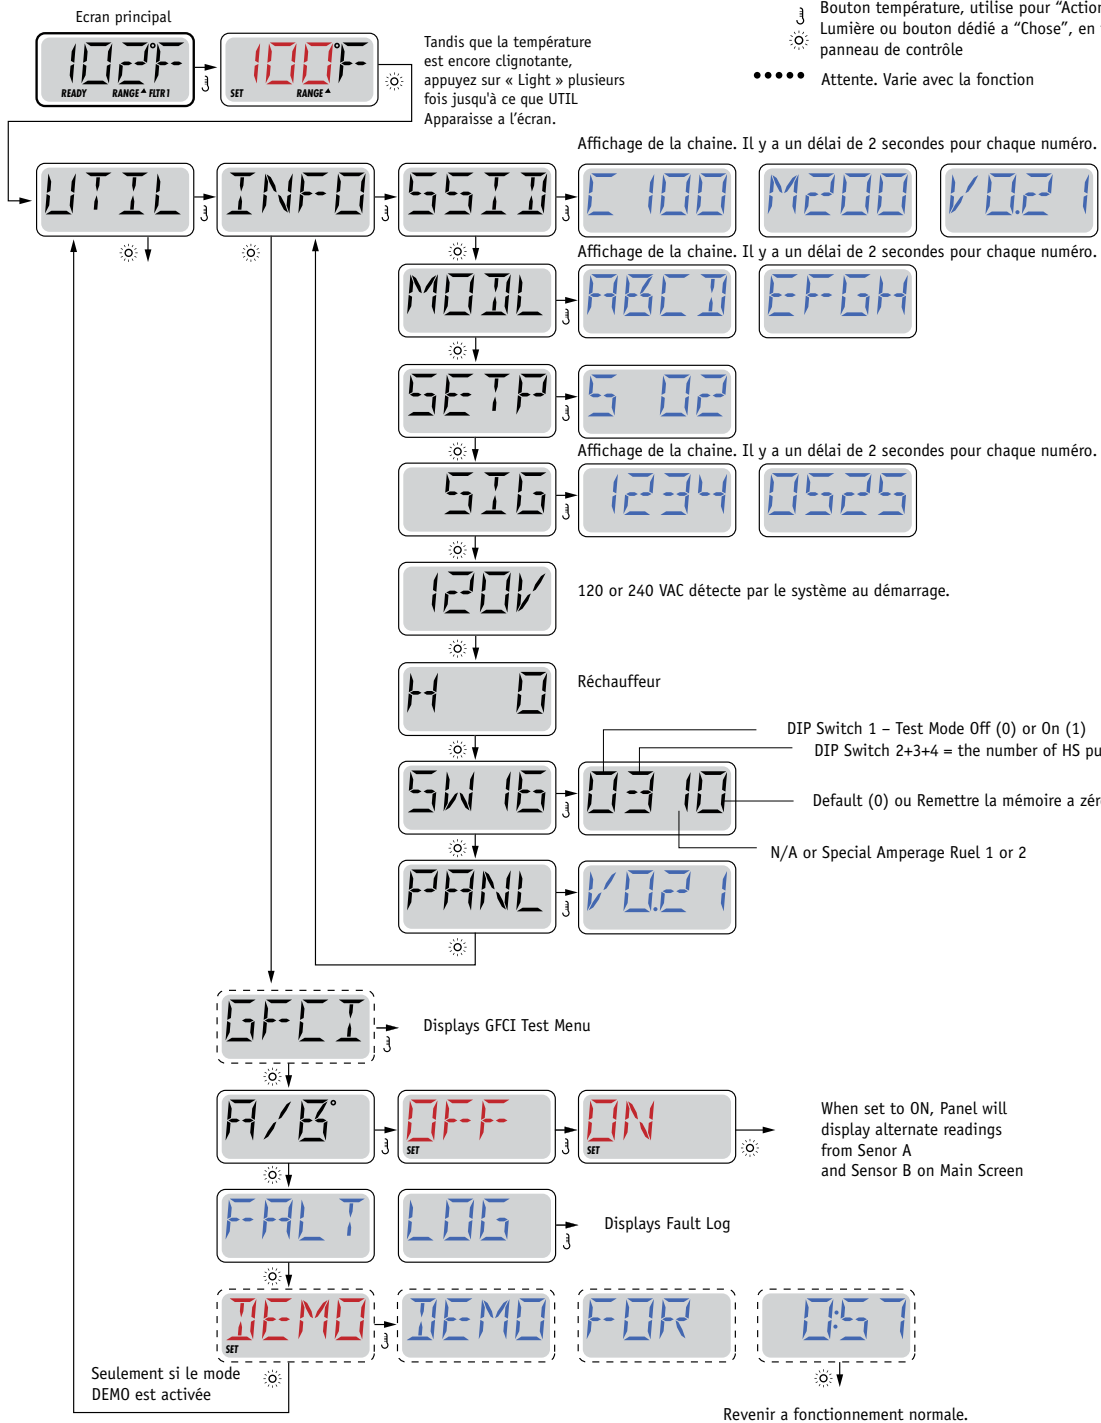 Ecran principal
102°F
READY RANGE FLTR1
100°F
SET RANGE
Tandis que la température
est encore clignotante,
appuyez sur « Light » plusieurs
fois jusqu'à ce que UTIL
Apparaisse a l'écran.
Bouton température, utilise pour "Action
Lumière ou bouton dédié a "Chose", en
panneau de contrôle
••••• Attente. Varie avec la fonction
Affichage de la chaine. Il y a un délai de 2 secondes pour chaque numéro.
UTIL INFO SSID C 100 M200 V0.21
Affichage de la chaine. Il y a un délai de 2 secondes pour chaque numéro.
MODL ABCD EFGH
SETP S 02
Affichage de la chaine. Il y a un délai de 2 secondes pour chaque numéro.
SIG 1234 0525
120V
120 or 240 VAC détecte par le système au démarrage.
H 0
Réchauffeur
DIP Switch 1 – Test Mode Off (0) or On (1)
DIP Switch 2+3+4 = the number of HS pu
SW 16 0310
Default (0) ou Remettre la mémoire a zér
N/A or Special Amperage Ruel 1 or 2
PANL V0.21
GFCI
Displays GFCI Test Menu
A/B° OFF ON
SET SET
When set to ON, Panel will
display alternate readings
from Senor A
and Sensor B on Main Screen
FALT LOG
Displays Fault Log
DEMO DEMO FOR 0:57
SET
Seulement si le mode
DEMO est activée
Revenir a fonctionnement normale.